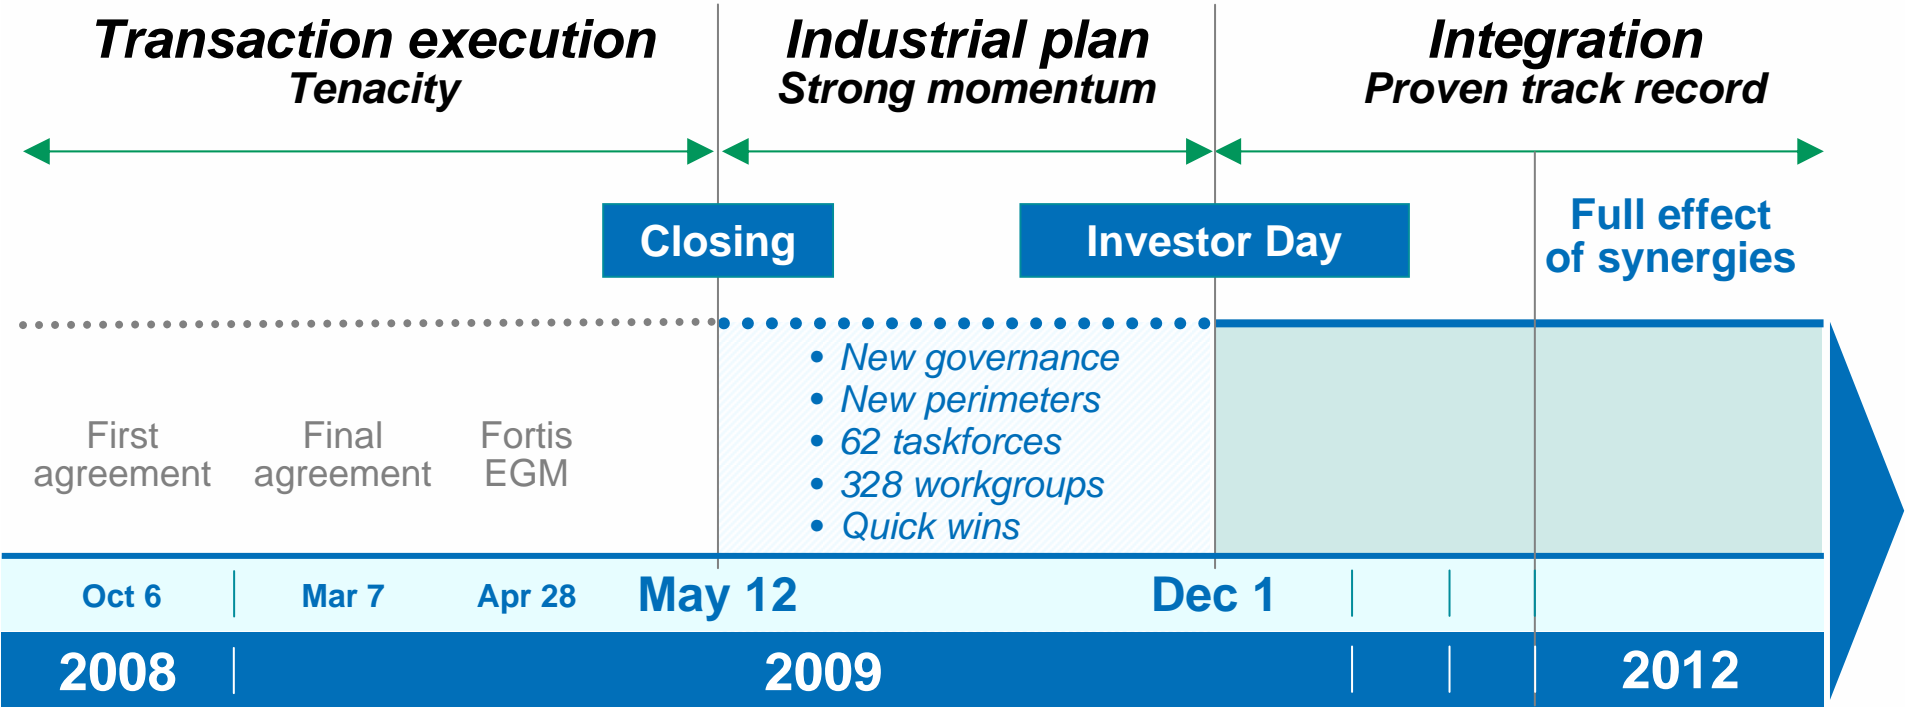 Transaction execution
Tenacity
Industrial plan
Strong momentum
Integration
Proven track record
Closing
Investor Day
Full effect
of synergies
• New governance
• New perimeters
• 62 taskforces
• 328 workgroups
• Quick wins
First
agreement
Final
agreement
Fortis
EGM
Oct 6
Mar 7
Apr 28
May 12
Dec 1
2008
2009
2012